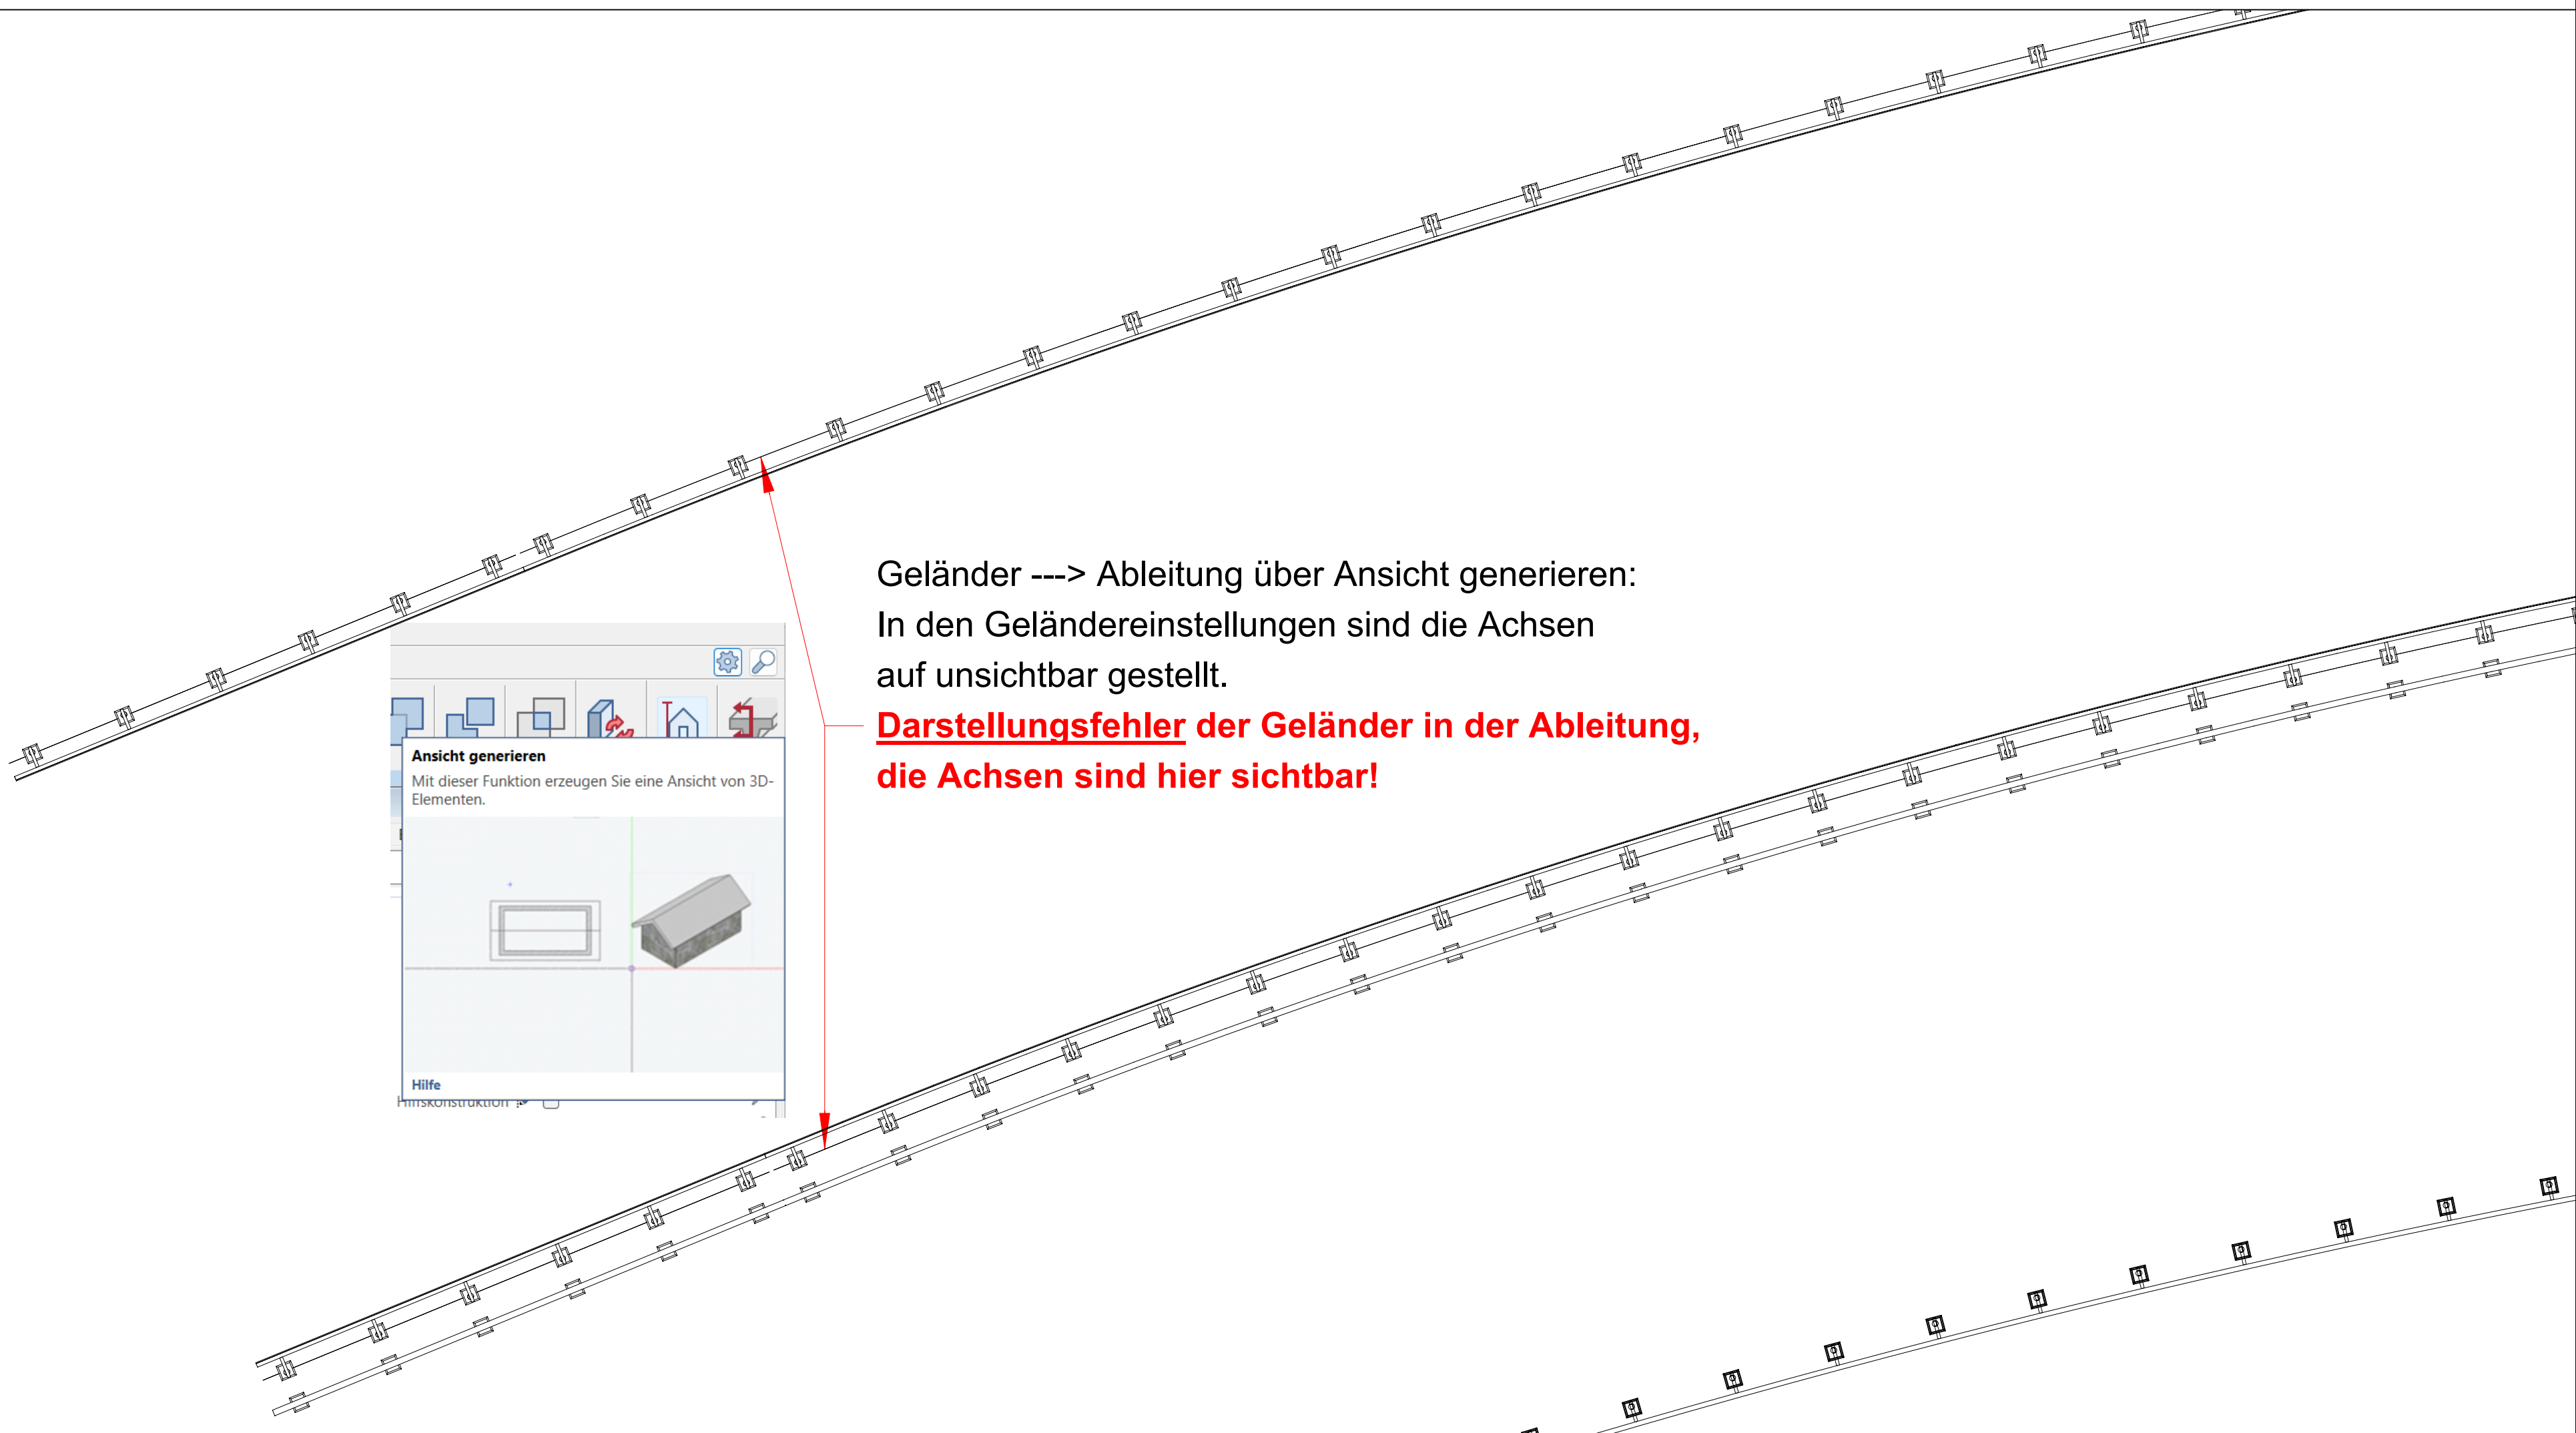 Geländer ---> Ableitung über Ansicht generieren:
In den Geländereinstellungen sind die Achsen
auf unsichtbar gestellt.
Darstellungsfehler der Geländer in der Ableitung,
die Achsen sind hier sichtbar!
Ansicht generieren
Mit dieser Funktion erzeugen Sie eine Ansicht von 3D-
Elementen.
Hilfe
Hilfskonstruktion